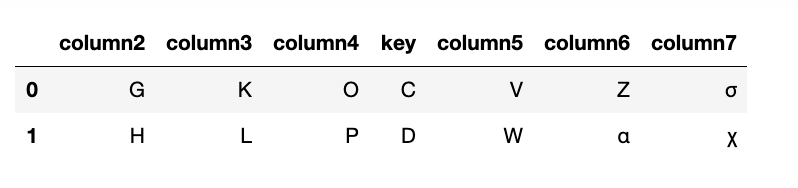 column2 column3 column4 key column5 column6 column7
0 G K O C V Z σ
1 H L P D W α χ